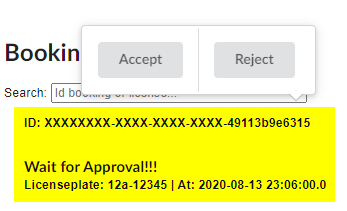 Accept Reject
Bookin
Search: Id booking or license...
ID: XXXXXXXX-XXXX-XXXX-XXXX-49113b9e6315
Wait for Approval!!!
Licenseplate: 12a-12345 | At: 2020-08-13 23:06:00.0